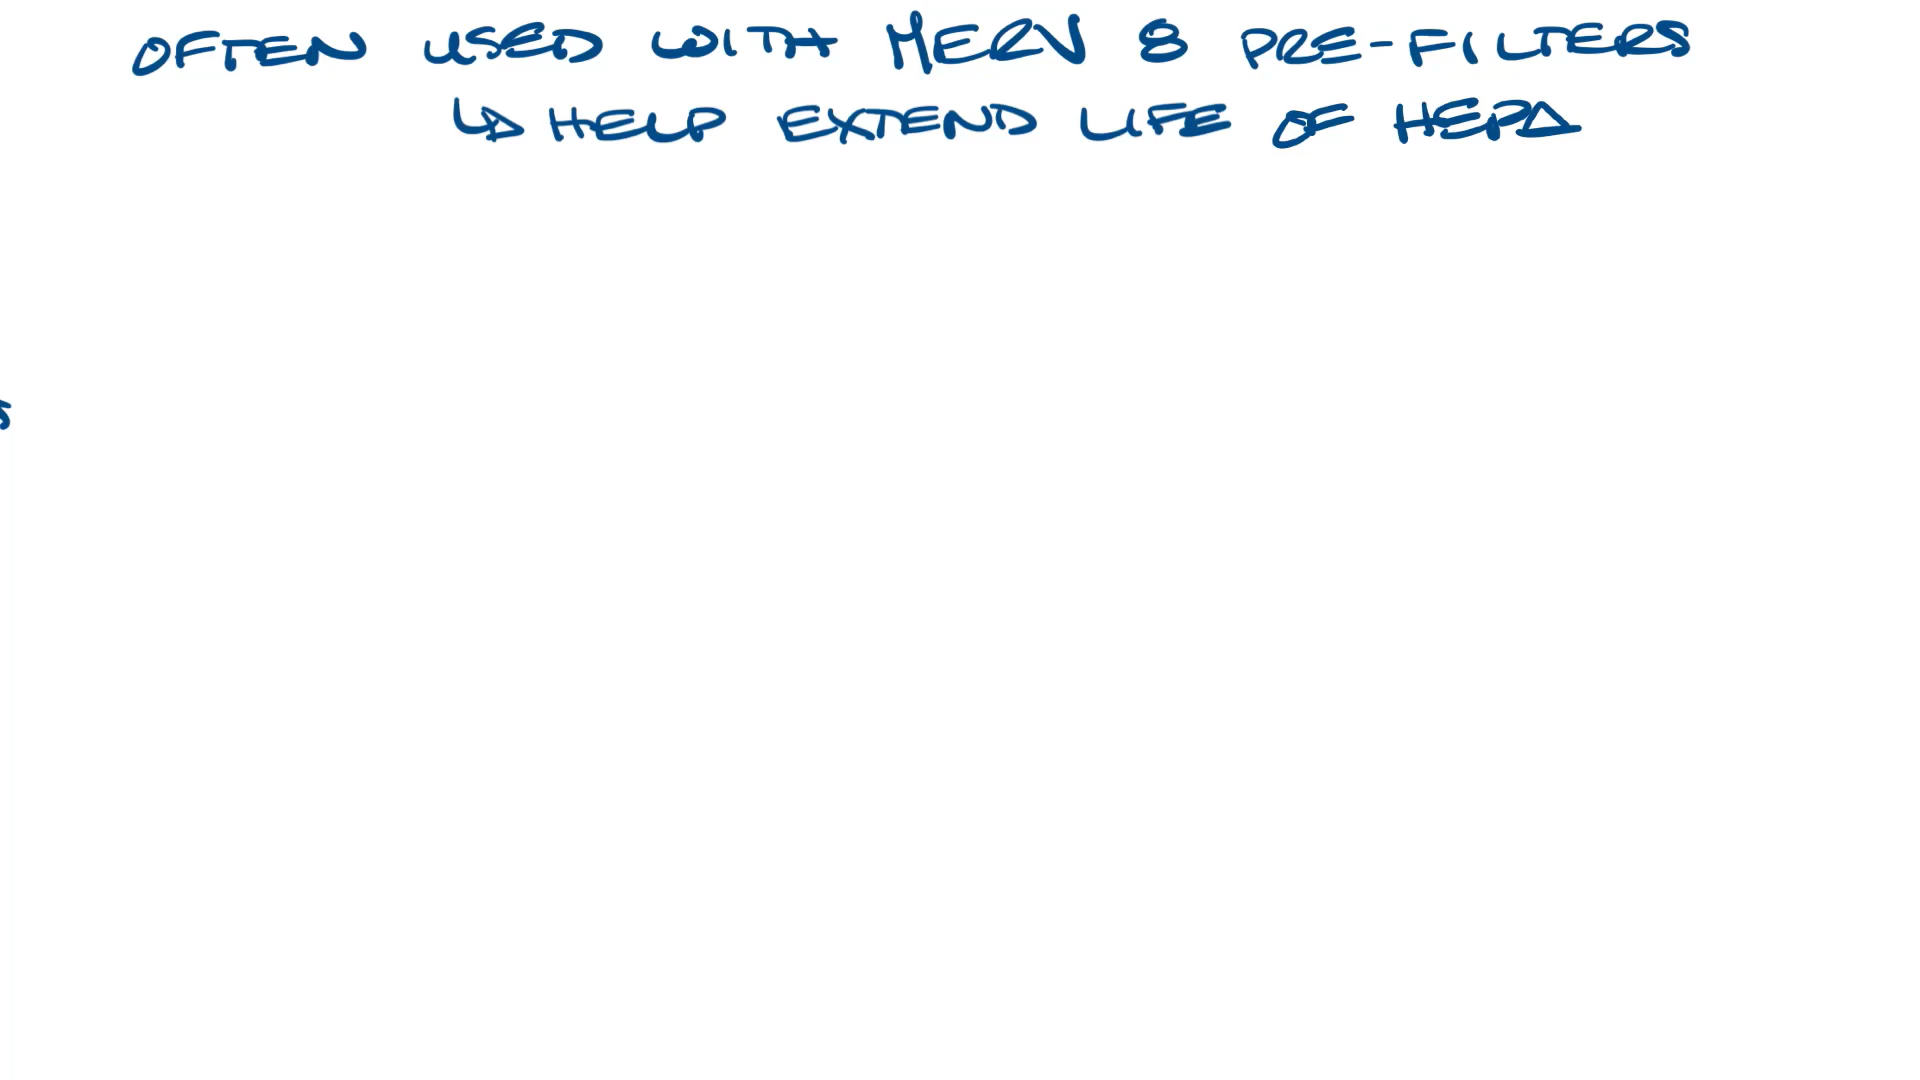 OFTEN USED WITH MERV 8 PRE-FILTERS
↳ HELP EXTEND LIFE OF HEPA